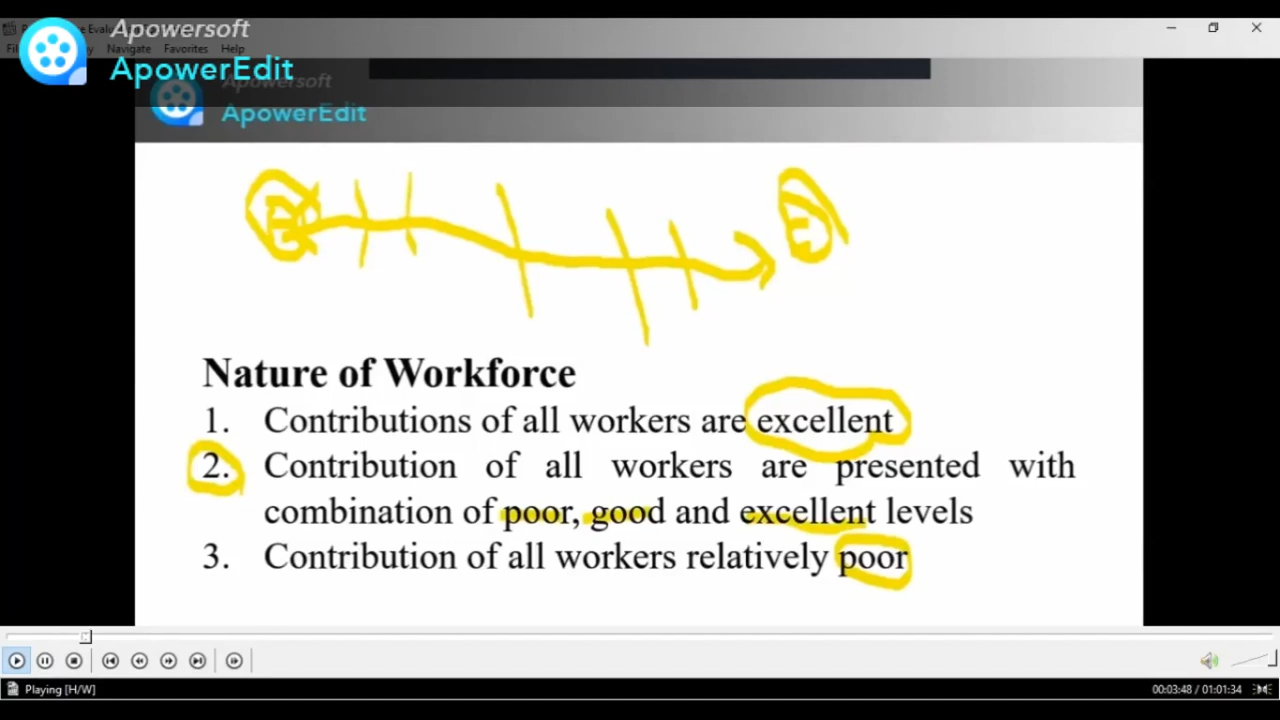 Apowersoft
ApowerEdit
Navigate Favorites Help
Apowersoft
ApowerEdit
Nature of Workforce
1. Contributions of all workers are excellent
2. Contribution of all workers are presented with
combination of poor, good and excellent levels
3. Contribution of all workers relatively poor
Playing [H/W]
00:03:48 / 01:01:34